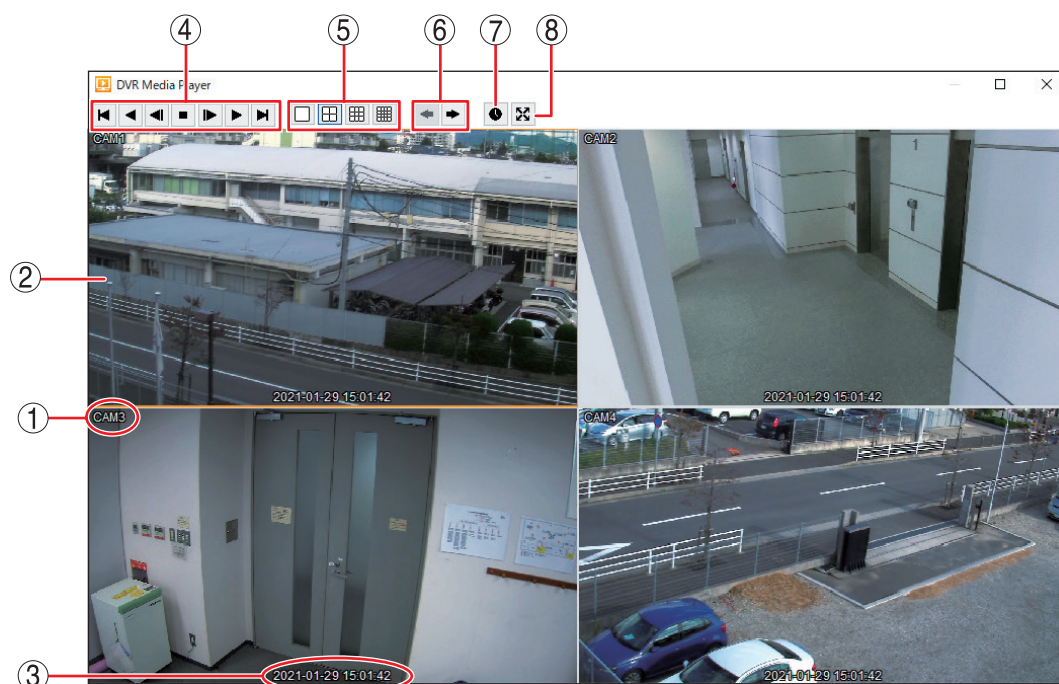 ④ ⑤ ⑥ ⑦ ⑧
DVR Media Player
CAM1
CAM2
1
②
2021-01-29 15:01:42
2021-01-29 15:01:42
①
CAM3
CAM4
③
2021-01-29 15:01:42
2021-01-29 15:01:42